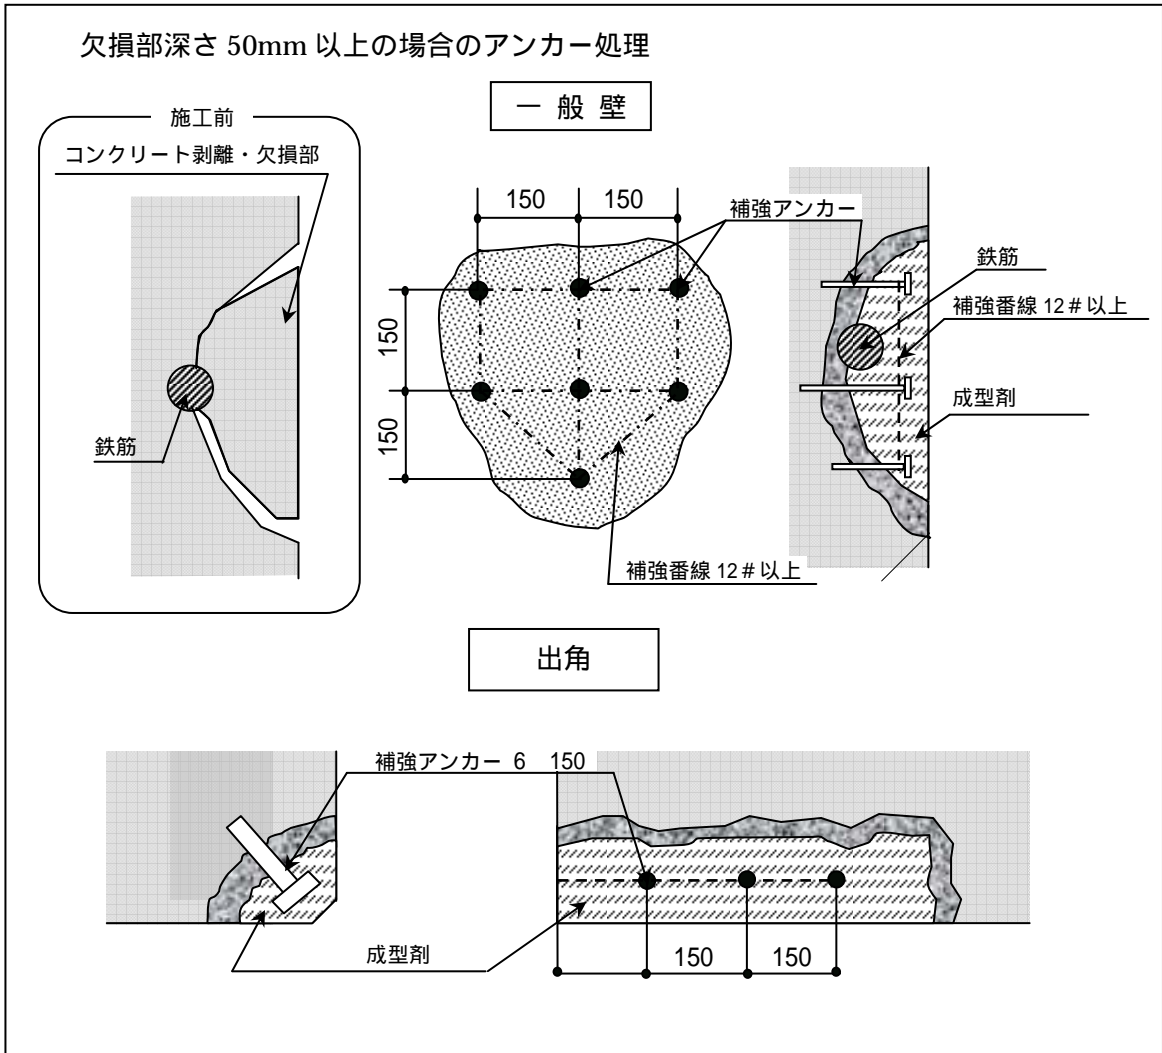 欠損部深さ 50mm 以上の場合のアンカー処理
一 般 壁
施工前
コンクリート剥離・欠損部
鉄筋
150 150
150
150
補強アンカー
補強番線 12＃以上
鉄筋
補強番線 12＃以上
成型剤
出角
補強アンカー 6 150
成型剤
150 150